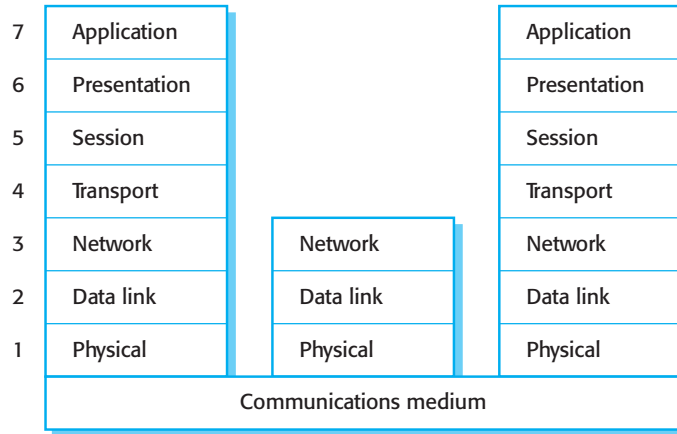 7 Application Application
6 Presentation Presentation
5 Session Session
4 Transport Transport
3 Network Network Network
2 Data link Data link Data link
1 Physical Physical Physical
Communications medium